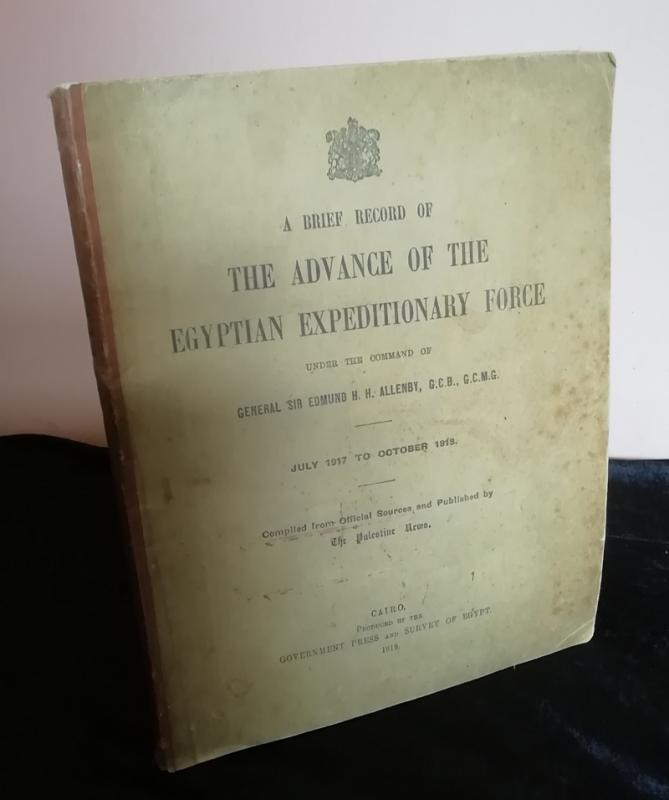 A BRIEF RECORD OF
THE ADVANCE OF THE
EGYPTIAN EXPEDITIONARY FORCE
UNDER THE COMMAND OF
GENERAL SIR EDMUND H. H. ALLENBY, G.C.B., G.C.M.G.
JULY 1917 TO OCTOBER 1918.
Compiled from Official Sources and Published by
The Palestine News.
CAIRO.
PRODUCED BY THE
GOVERNMENT PRESS AND SURVEY OF EGYPT.
1919.